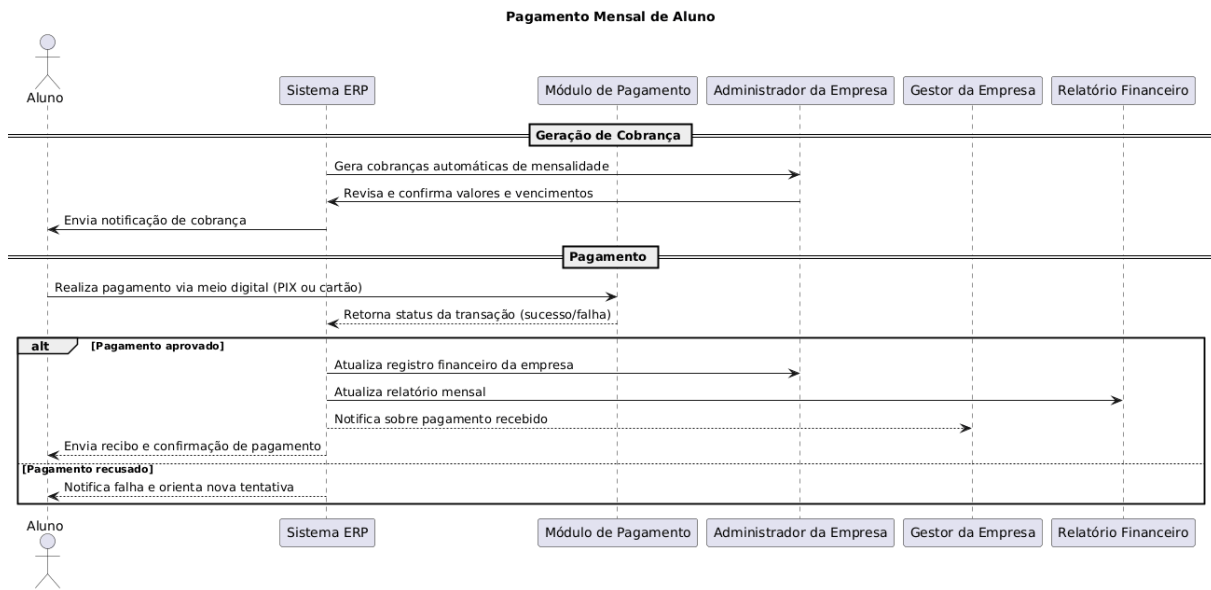 Pagamento Mensal de Aluno
Aluno
Sistema ERP
Módulo de Pagamento
Administrador da Empresa
Gestor da Empresa
Relatório Financeiro
Geração de Cobrança
Gera cobranças automáticas de mensalidade
Revisa e confirma valores e vencimentos
Envia notificação de cobrança
Pagamento
Realiza pagamento via meio digital (PIX ou cartão)
Retorna status da transação (sucesso/falha)
alt [Pagamento aprovado]
Atualiza registro financeiro da empresa
Atualiza relatório mensal
Notifica sobre pagamento recebido
Envia recibo e confirmação de pagamento
[Pagamento recusado]
Notifica falha e orienta nova tentativa
Aluno
Sistema ERP
Módulo de Pagamento
Administrador da Empresa
Gestor da Empresa
Relatório Financeiro